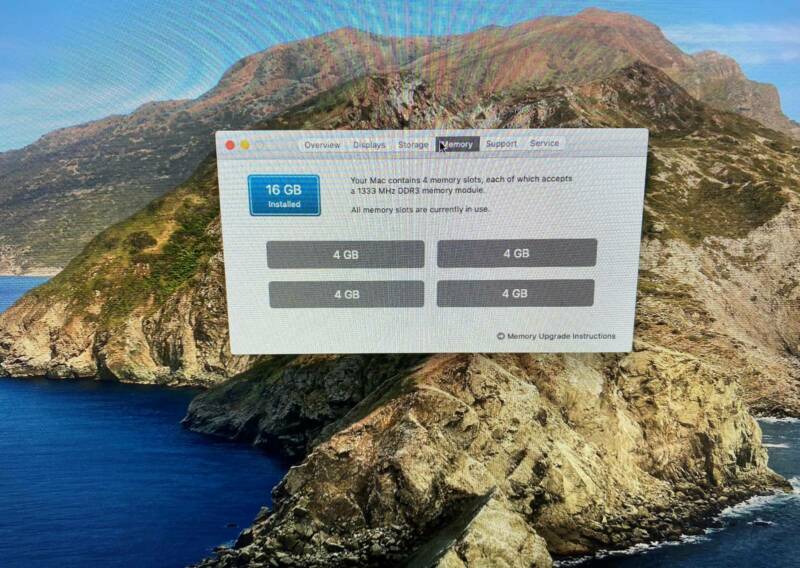 Overview Displays Storage Memory Support Service
16 GB
Installed
Your Mac contains 4 memory slots, each of which accepts
a 1333 MHz DDR3 memory module.
All memory slots are currently in use.
4 GB 4 GB
4 GB 4 GB
Memory Upgrade Instructions